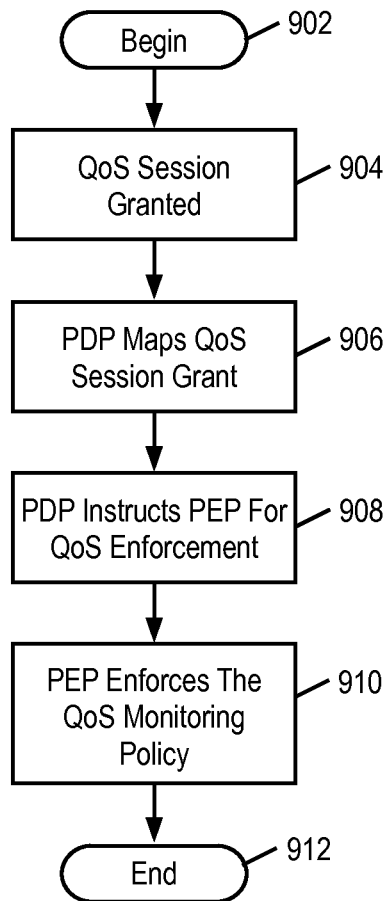 Begin
902
QoS Session
Granted
904
PDP Maps QoS
Session Grant
906
PDP Instructs PEP For
QoS Enforcement
908
PEP Enforces The
QoS Monitoring
Policy
910
End
912